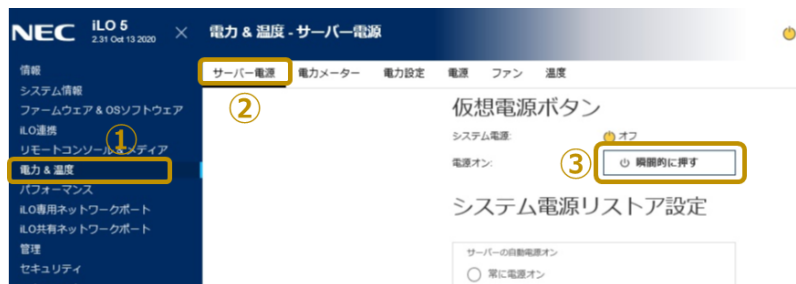 NEC iLO 5 2.31 Oct 13 2020 ×
電力 & 温度 - サーバー電源
情報
システム情報
ファームウェア & OSソフトウェア
iLO連携
リモートコンソール & メディア
電力 & 温度
パフォーマンス
iLO専用ネットワークポート
iLO共有ネットワークポート
管理
セキュリティ
①
サーバー電源 電力メーター 電力設定 電源 ファン 温度
②
仮想電源ボタン
システム電源: オフ
電源オン: ③ 瞬間的に押す
システム電源リストア設定
サーバーの自動電源オン
常に電源オン